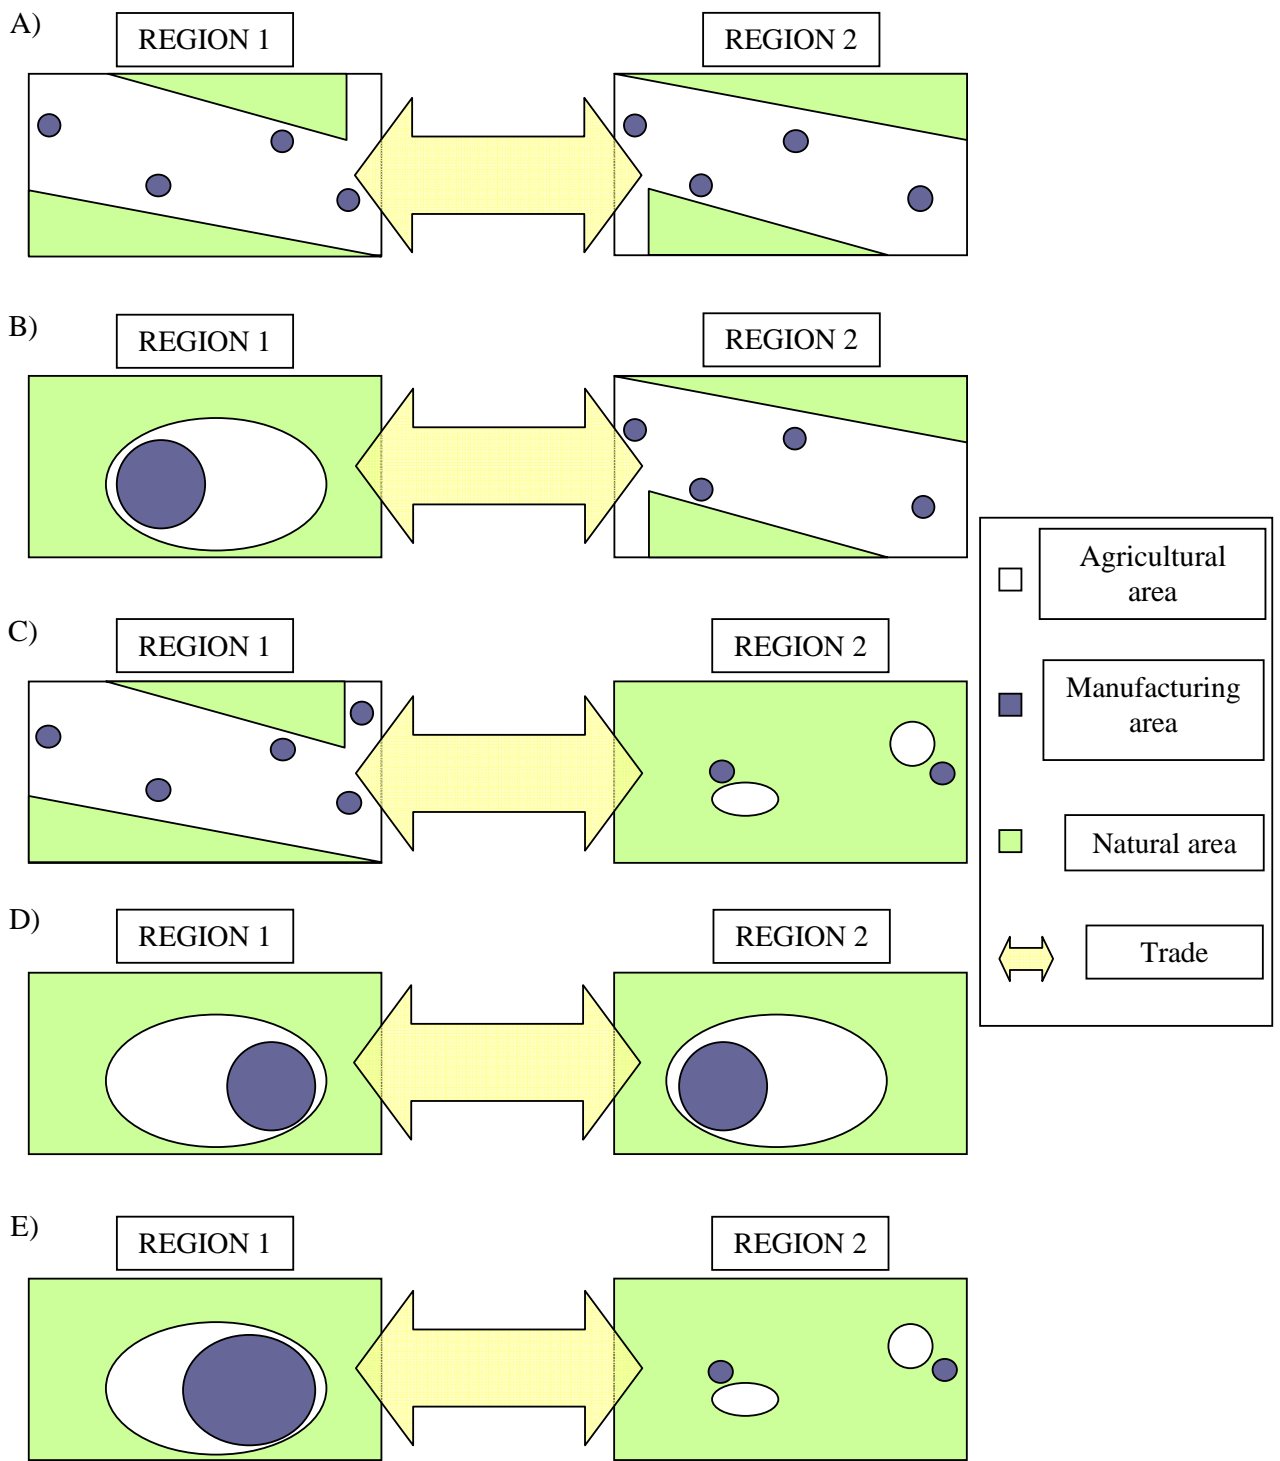 A)
REGION 1
REGION 2
B)
REGION 1
REGION 2
C)
REGION 1
REGION 2
D)
REGION 1
REGION 2
E)
REGION 1
REGION 2
Agricultural
area
Manufacturing
area
Natural area
Trade